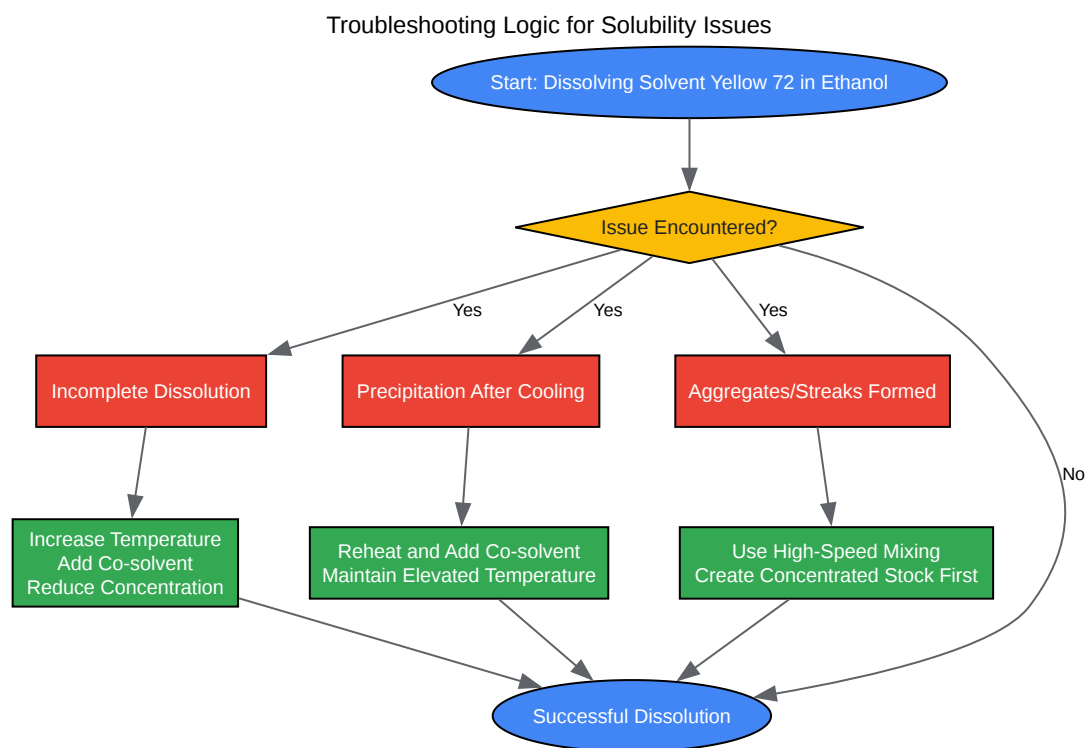 Troubleshooting Logic for Solubility Issues
Start: Dissolving Solvent Yellow 72 in Ethanol
Issue Encountered?
Yes
Yes
Yes
No
Incomplete Dissolution
Precipitation After Cooling
Aggregates/Streaks Formed
Increase Temperature
Add Co-solvent
Reduce Concentration
Reheat and Add Co-solvent
Maintain Elevated Temperature
Use High-Speed Mixing
Create Concentrated Stock First
Successful Dissolution